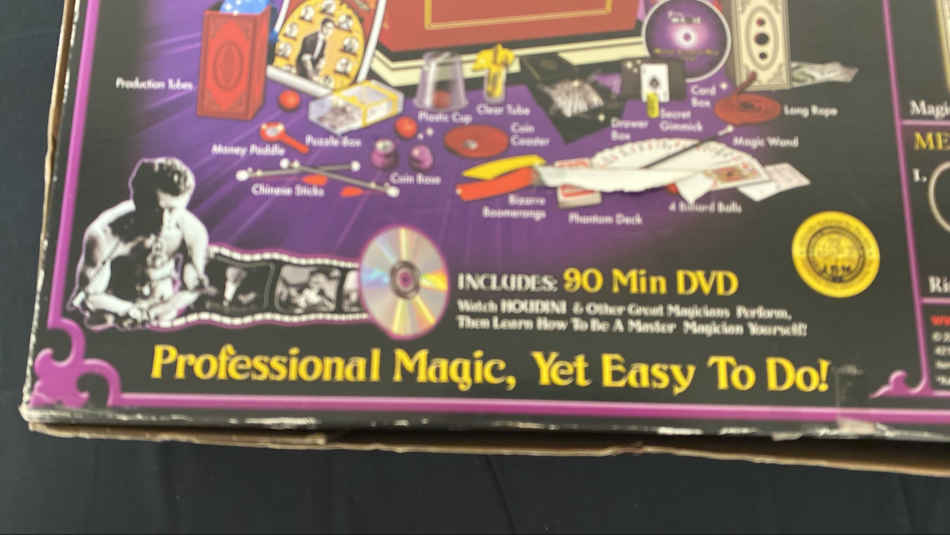 Production Tubes
Plastic Cup
Clear Tube
Card
Box
Secret
Gimmick
Long Rope
Drawer
Box
Magic Wand
Money Paddle
Puzzle Box
Coin
Coaster
Coin Base
Chinese Sticks
Bizarre
Boomerangs
Phantom Deck
4 Billiard Balls
INCLUDES: 90 Min DVD
Watch HOUDINI & Other Great Magicians Perform,
Then Learn How To Be A Master Magician Yourself!
Professional Magic, Yet Easy To Do!
Magi
ME
1.